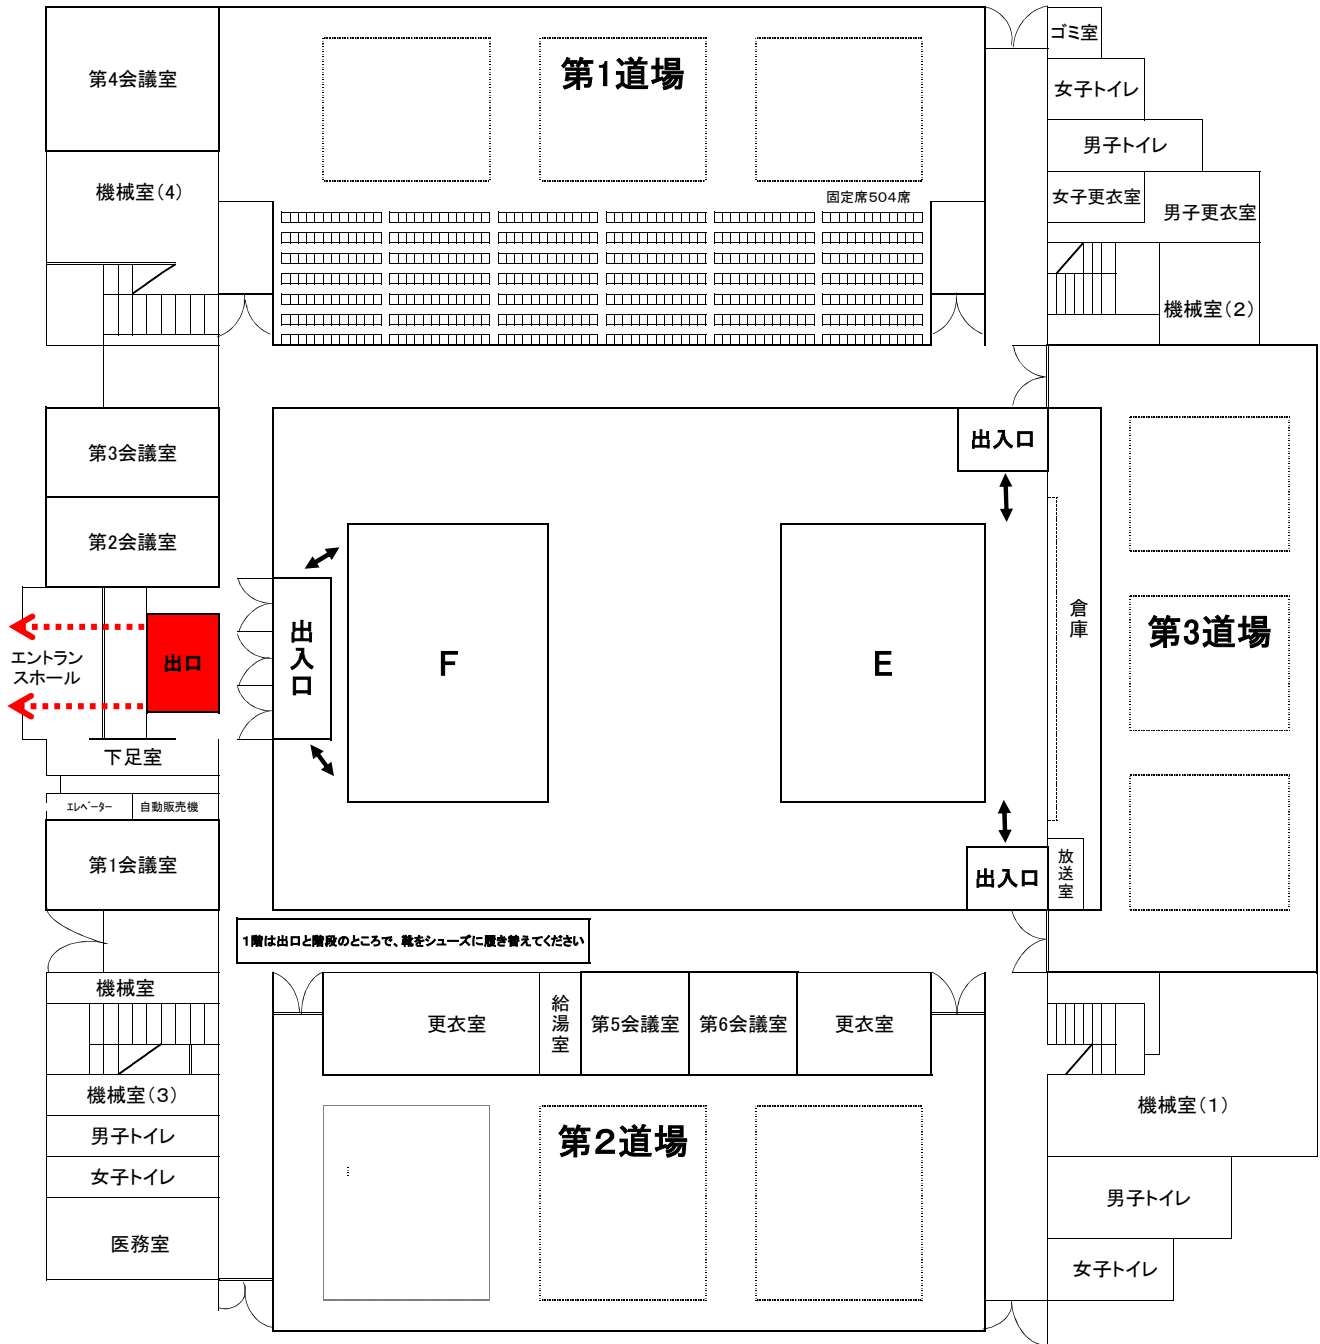 ゴミ室
第4会議室
第1道場
女子トイレ
男子トイレ
機械室(4)
固定席504席
女子更衣室
男子更衣室
機械室(2)
第3会議室
出入口
第2会議室
倉庫
出口
出入口
F
E
第3道場
エントラン
スホール
下足室
エレベーター
自動販売機
第1会議室
出入口
放送室
1階は出口と階段のところで、靴をシューズに履き替えてください
機械室
更衣室
給湯室
第5会議室
第6会議室
更衣室
機械室(3)
機械室(1)
男子トイレ
第2道場
女子トイレ
男子トイレ
医務室
女子トイレ